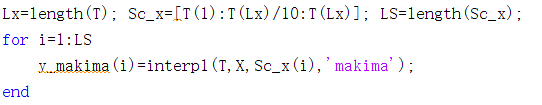 Lx=length(T); Sc_x=[T(1):T(Lx)/10:T(Lx)]; LS=length(Sc_x);
for i=1:LS
    y_makima(i)=interp1(T,X,Sc_x(i),'makima');
end